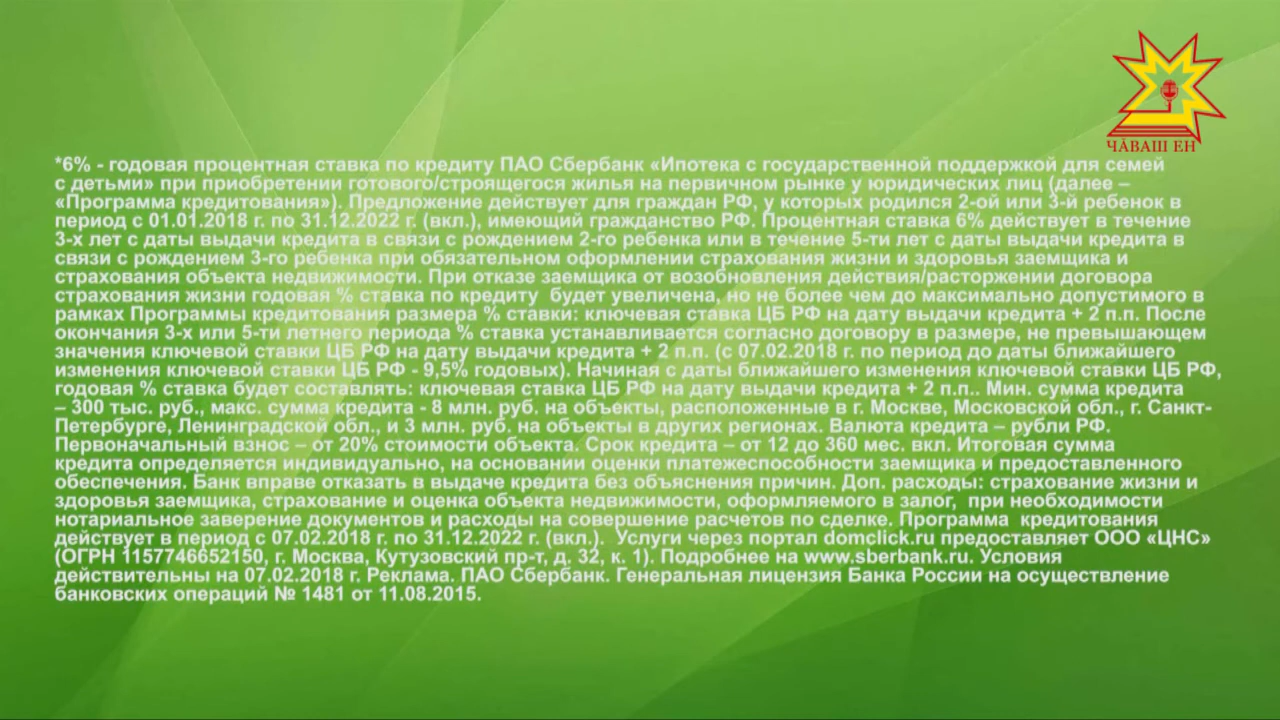 ЧӐВАШ ЕН
*6% - годовая процентная ставка по кредиту ПАО Сбербанк «Ипотека с государственной поддержкой для семей
с детьми» при приобретении готового/строящегося жилья на первичном рынке у юридических лиц (далее –
«Программа кредитования»). Предложение действует для граждан РФ, у которых родился 2-ой или 3-й ребенок в
период с 01.01.2018 г. по 31.12.2022 г. (вкл.), имеющий гражданство РФ. Процентная ставка 6% действует в течение
3-х лет с даты выдачи кредита в связи с рождением 2-го ребенка или в течение 5-ти лет с даты выдачи кредита в
связи с рождением 3-го ребенка при обязательном оформлении страхования жизни и здоровья заемщика и
страхования объекта недвижимости. При отказе заемщика от возобновления действия/расторжении договора
страхования жизни годовая % ставка по кредиту  будет увеличена, но не более чем до максимально допустимого в
рамках Программы кредитования размера % ставки: ключевая ставка ЦБ РФ на дату выдачи кредита + 2 п.п. После
окончания 3-х или 5-ти летнего периода % ставка устанавливается согласно договору в размере, не превышающем
значения ключевой ставки ЦБ РФ на дату выдачи кредита + 2 п.п. (с 07.02.2018 г. по период до даты ближайшего
изменения ключевой ставки ЦБ РФ - 9,5% годовых). Начиная с даты ближайшего изменения ключевой ставки ЦБ РФ,
годовая % ставка будет составлять: ключевая ставка ЦБ РФ на дату выдачи кредита + 2 п.п.. Мин. сумма кредита
– 300 тыс. руб., макс. сумма кредита - 8 млн. руб. на объекты, расположенные в г. Москве, Московской обл., г. Санкт-
Петербурге, Ленинградской обл., и 3 млн. руб. на объекты в других регионах. Валюта кредита – рубли РФ.
Первоначальный взнос – от 20% стоимости объекта. Срок кредита – от 12 до 360 мес. вкл. Итоговая сумма
кредита определяется индивидуально, на основании оценки платежеспособности заемщика и предоставленного
обеспечения. Банк вправе отказать в выдаче кредита без объяснения причин. Доп. расходы: страхование жизни и
здоровья заемщика, страхование и оценка объекта недвижимости, оформляемого в залог,  при необходимости
нотариальное заверение документов и расходы на совершение расчетов по сделке. Программа  кредитования
действует в период с 07.02.2018 г. по 31.12.2022 г. (вкл.).  Услуги через портал domclick.ru предоставляет ООО «ЦНС»
(ОГРН 1157746652150, г. Москва, Кутузовский пр-т, д. 32, к. 1). Подробнее на www.sberbank.ru. Условия
действительны на 07.02.2018 г. Реклама. ПАО Сбербанк. Генеральная лицензия Банка России на осуществление
банковских операций № 1481 от 11.08.2015.